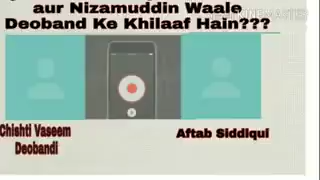 aur Nizamuddin Waale
Deoband Ke Khilaaf Hain???
Chishti Vaseem
Deobandi
Aftab Siddiqui